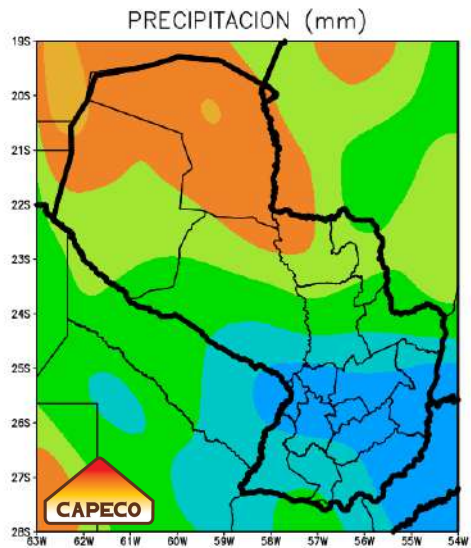 PRECIPITACION (mm)
19S
20S
21S
22S
23S
24S
25S
26S
27S
28S
CAPECO
63W 62W 61W 60W 59W 58W 57W 56W 55W 54W